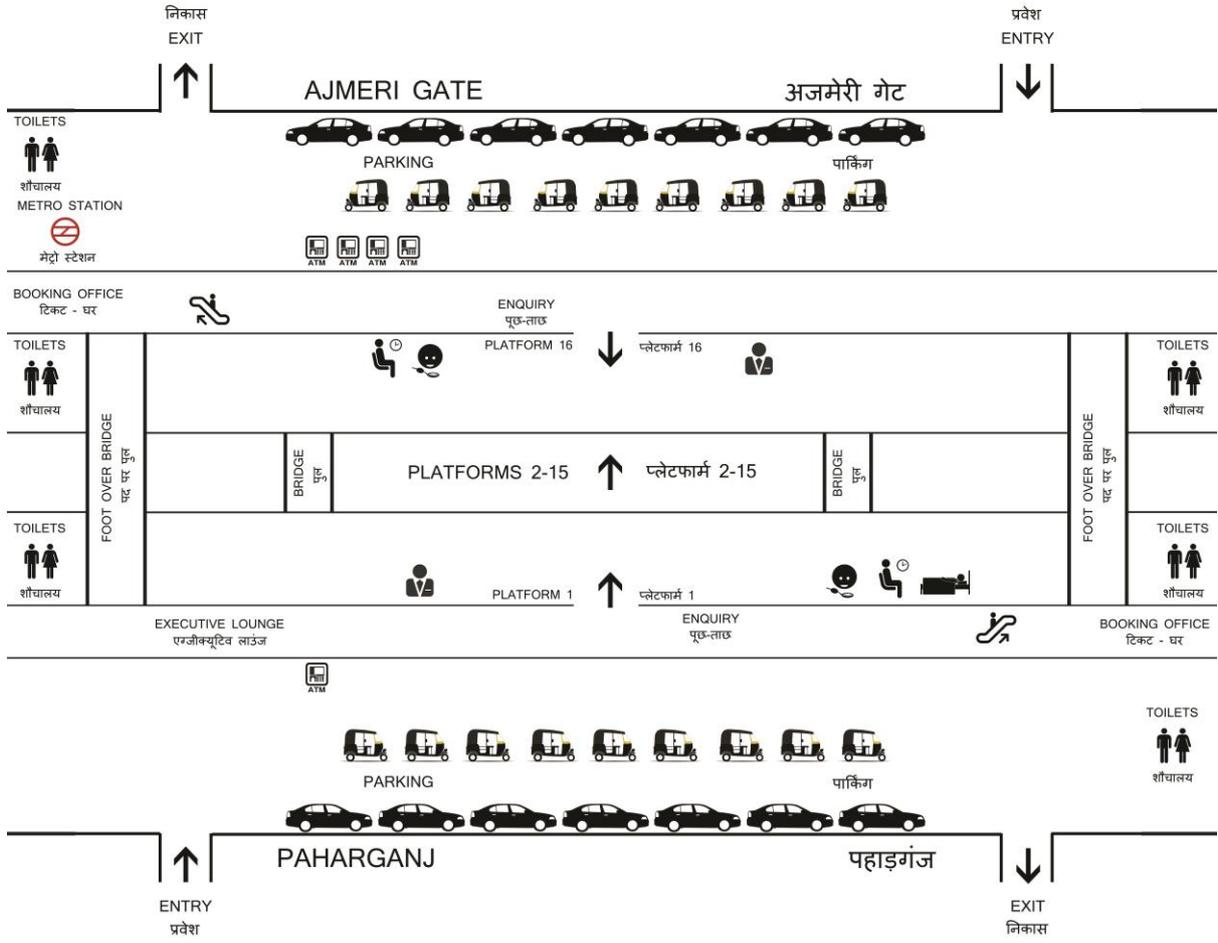 निकास
EXIT
प्रवेश
ENTRY
AJMERI GATE
अजमेरी गेट
TOILETS
शौचालय
PARKING
पार्किंग
METRO STATION
मेट्रो स्टेशन
ATM ATM ATM ATM
BOOKING OFFICE
टिकट - घर
ENQUIRY
पूछ-ताछ
TOILETS
शौचालय
PLATFORM 16
प्लेटफार्म 16
TOILETS
शौचालय
FOOT OVER BRIDGE
पद पर पुल
BRIDGE
पुल
PLATFORMS 2-15
प्लेटफार्म 2-15
BRIDGE
पुल
FOOT OVER BRIDGE
पद पर पुल
TOILETS
शौचालय
PLATFORM 1
प्लेटफार्म 1
TOILETS
शौचालय
EXECUTIVE LOUNGE
एग्जीक्यूटिव लाउंज
ENQUIRY
पूछ-ताछ
BOOKING OFFICE
टिकट - घर
ATM
TOILETS
शौचालय
PARKING
पार्किंग
PAHARGANJ
पहाड़गंज
ENTRY
प्रवेश
EXIT
निकास